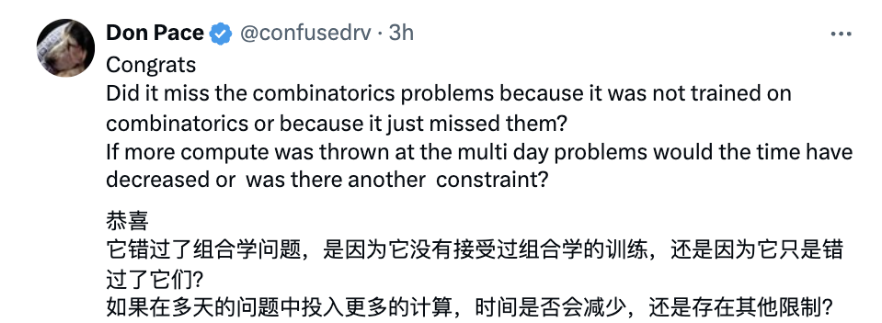 Don Pace @confusedrv · 3h
Congrats
Did it miss the combinatorics problems because it was not trained on
combinatorics or because it just missed them?
If more compute was thrown at the multi day problems would the time have
decreased or  was there another  constraint?
恭喜
它错过了组合学问题，是因为它没有接受过组合学的训练，还是因为它只是错
过了它们？
如果在多天的问题中投入更多的计算，时间是否会减少，还是存在其他限制？